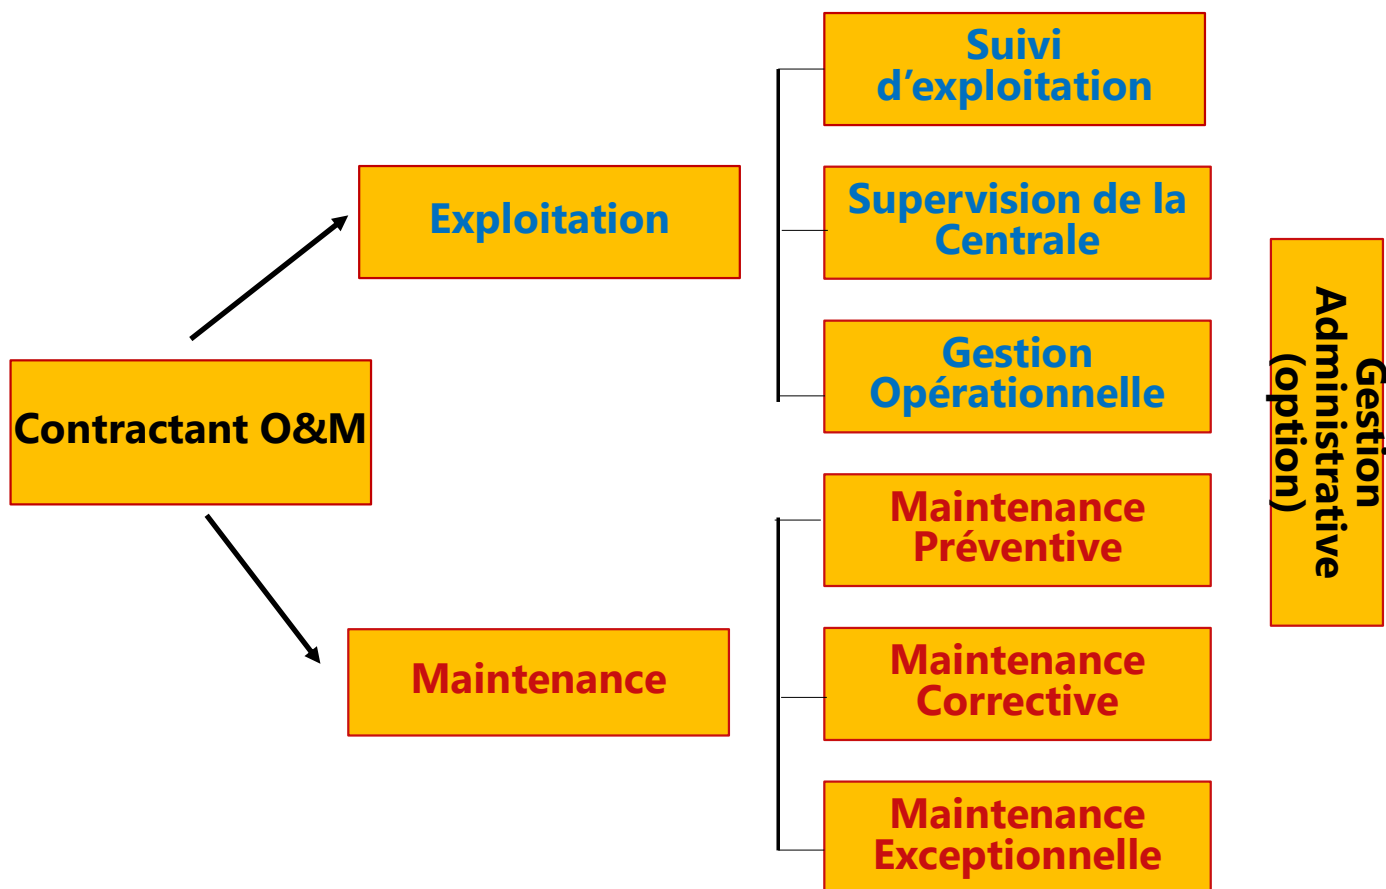 Suivi
d’exploitation
Exploitation
Supervision de la
Centrale
Gestion
Opérationnelle
Contractant O&M
Gestion
Administrative
(option)
Maintenance
Préventive
Maintenance
Maintenance
Corrective
Maintenance
Exceptionnelle